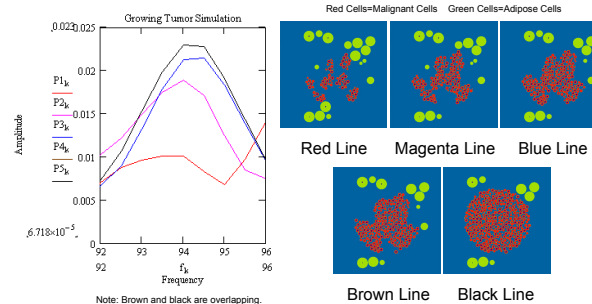 Growing Tumor Simulation
Red Cells=Malignant Cells Green Cells=Adipose Cells
.0.023
0.025
0.02
0.015
0.01
0.005
0
P1k
P2k
P3k
P4k
P5k
Amplitude
.6.718×10⁻⁵.
92 93 94 95 96
92 fk 96
Frequency
Note: Brown and black are overlapping.
Red Line Magenta Line Blue Line
Brown Line Black Line